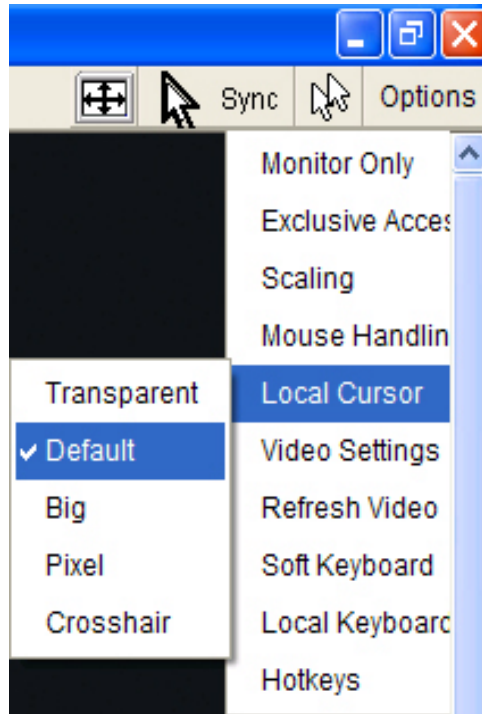 Sync Options
Monitor Only
Exclusive Acces
Scaling
Mouse Handlin
Local Cursor
Video Settings
Refresh Video
Soft Keyboard
Local Keyboard
Hotkeys
Transparent
Default
Big
Pixel
Crosshair